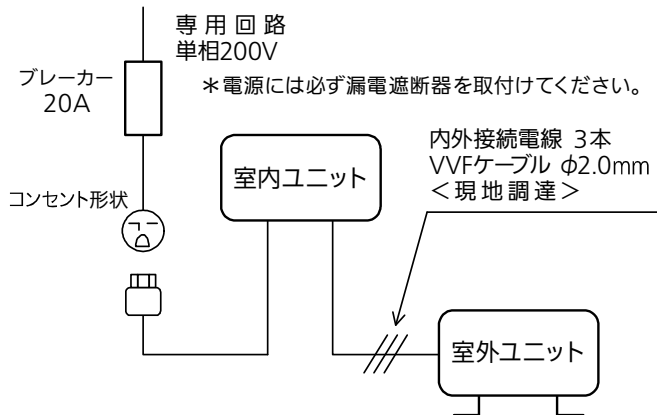 専用回路
単相200V
ブレーカー
20A
＊電源には必ず漏電遮断器を取付けてください。
内外接続電線 3本
VVFケーブル φ2.0mm
＜現地調達＞
室内ユニット
コンセント形状
室外ユニット